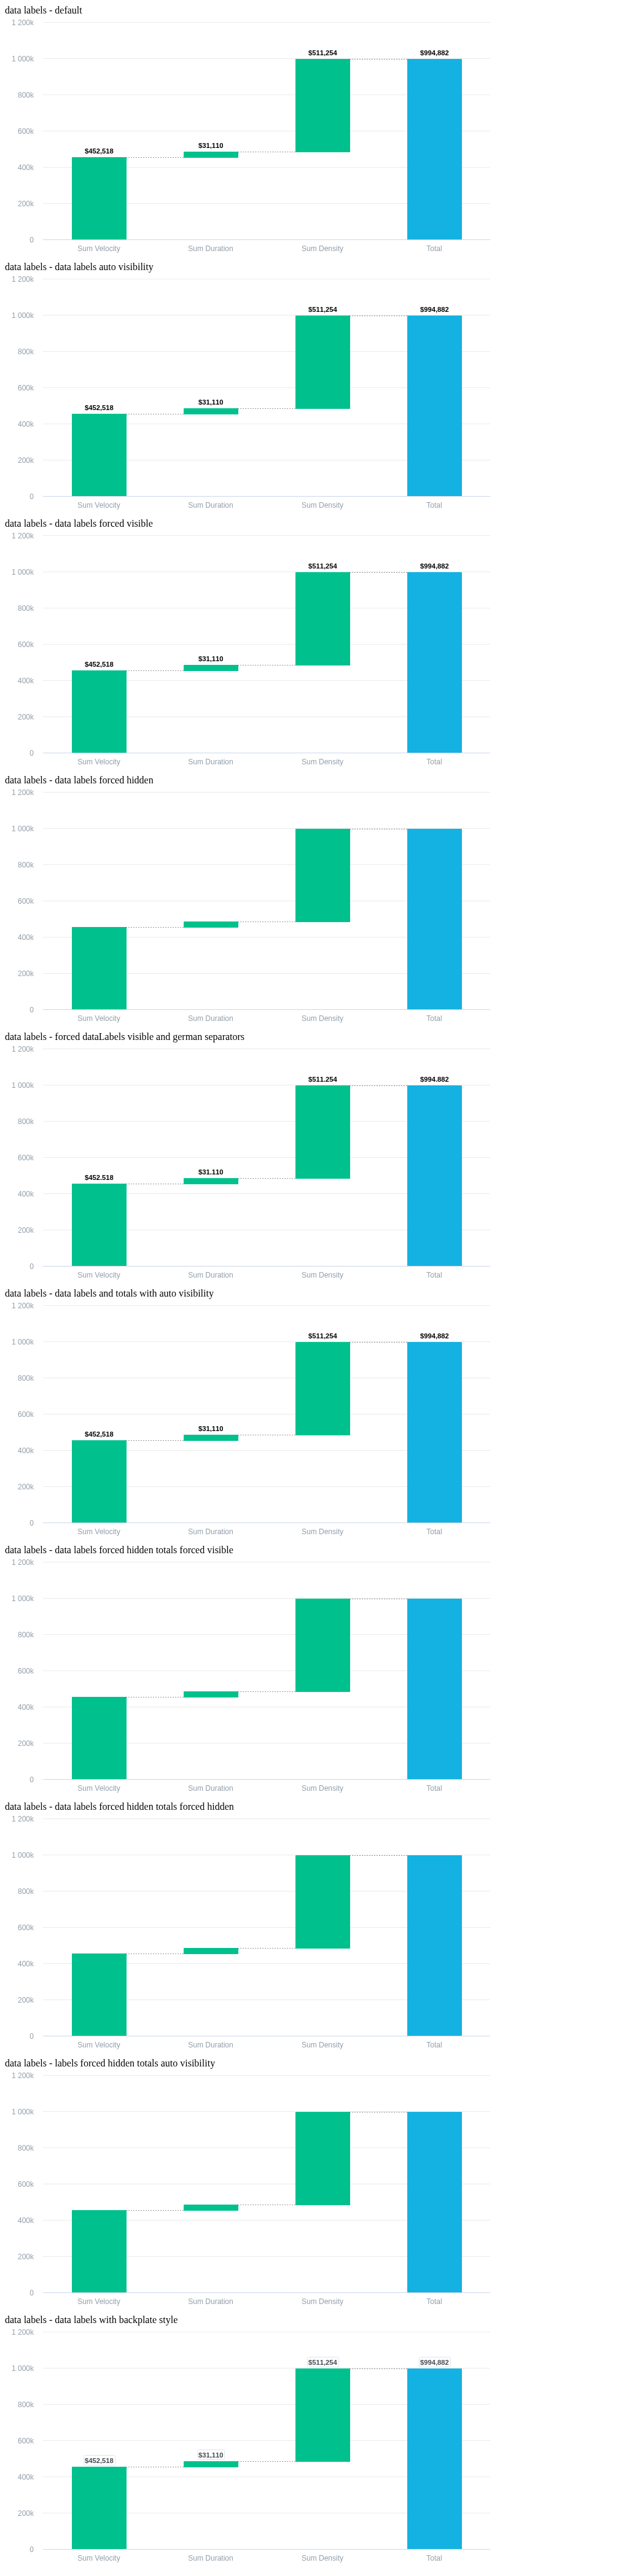 data labels - default
1 200k
$511,254 $994,882
1 000k
800k
600k
$31,110
$452,518
400k
200k
0
Sum Velocity Sum Duration Sum Density Total
data labels - data labels auto visibility
1 200k
$511,254 $994,882
1 000k
800k
600k
$31,110
$452,518
400k
200k
0
Sum Velocity Sum Duration Sum Density Total
data labels - data labels forced visible
1 200k
$511,254 $994,882
1 000k
800k
600k
$31,110
$452,518
400k
200k
0
Sum Velocity Sum Duration Sum Density Total
data labels - data labels forced hidden
1 200k
1 000k
800k
600k
400k
200k
0
Sum Velocity Sum Duration Sum Density Total
data labels - forced dataLabels visible and german separators
1 200k
$511.254 $994.882
1 000k
800k
600k
$31.110
$452.518
400k
200k
0
Sum Velocity Sum Duration Sum Density Total
data labels - data labels and totals with auto visibility
1 200k
$511,254 $994,882
1 000k
800k
600k
$31,110
$452,518
400k
200k
0
Sum Velocity Sum Duration Sum Density Total
data labels - data labels forced hidden totals forced visible
1 200k
1 000k
800k
600k
400k
200k
0
Sum Velocity Sum Duration Sum Density Total
data labels - data labels forced hidden totals forced hidden
1 200k
1 000k
800k
600k
400k
200k
0
Sum Velocity Sum Duration Sum Density Total
data labels - labels forced hidden totals auto visibility
1 200k
1 000k
800k
600k
400k
200k
0
Sum Velocity Sum Duration Sum Density Total
data labels - data labels with backplate style
1 200k
$511,254 $994,882
1 000k
800k
600k
$31,110
$452,518
400k
200k
0
Sum Velocity Sum Duration Sum Density Total